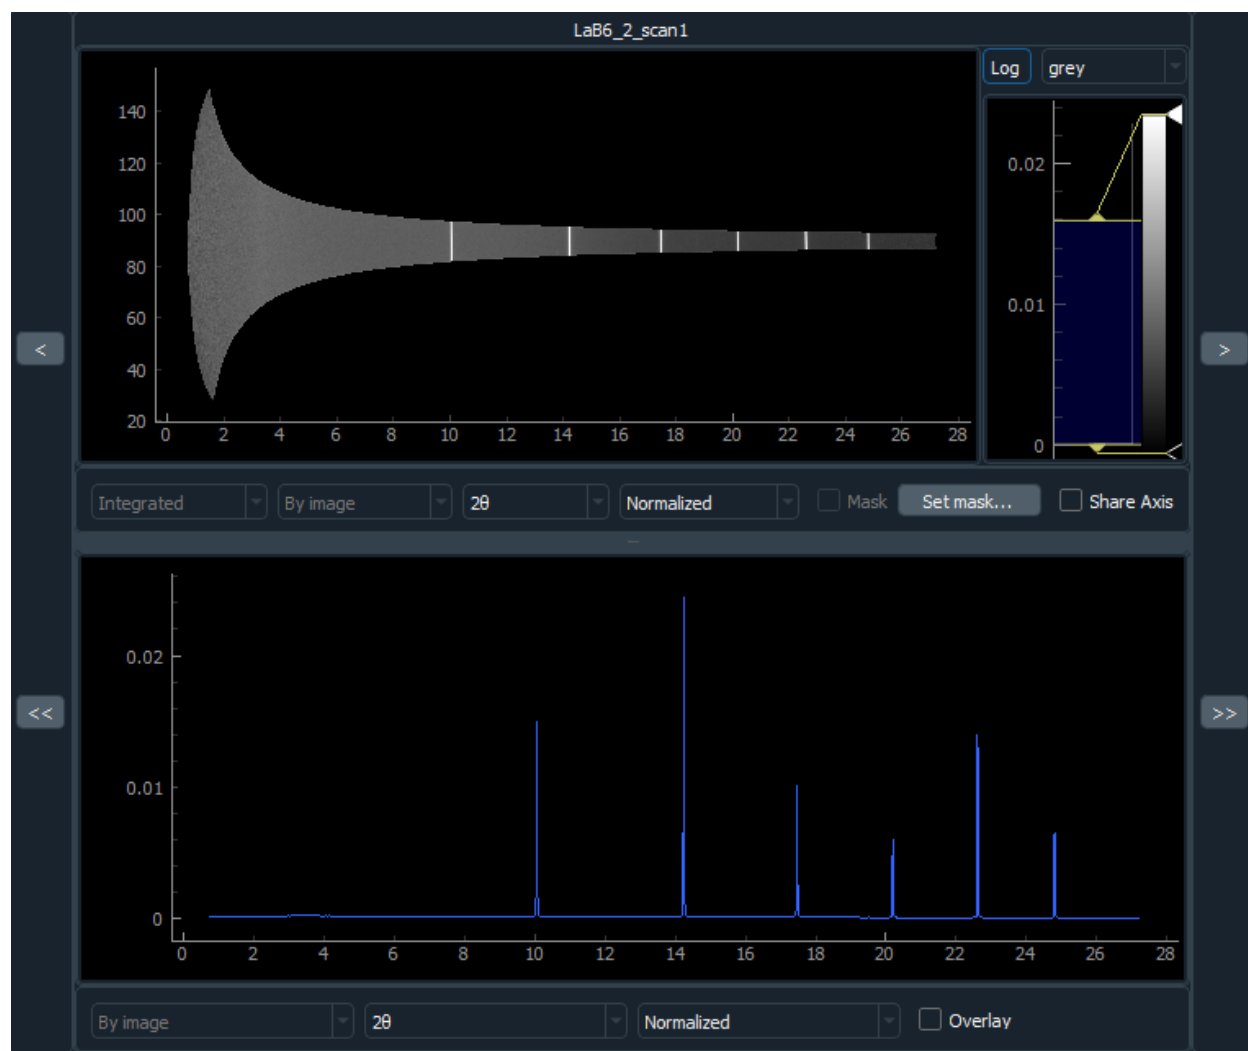 LaB6_2_scan1
Log grey
140
120
100
80
60
40
20
0 2 4 6 8 10 12 14 16 18 20 22 24 26 28
0.02
0.01
0
<
>
Integrated By image 2θ Normalized Mask Set mask... Share Axis
0.02
0.01
0
0 2 4 6 8 10 12 14 16 18 20 22 24 26 28
<<
>>
By image 2θ Normalized Overlay